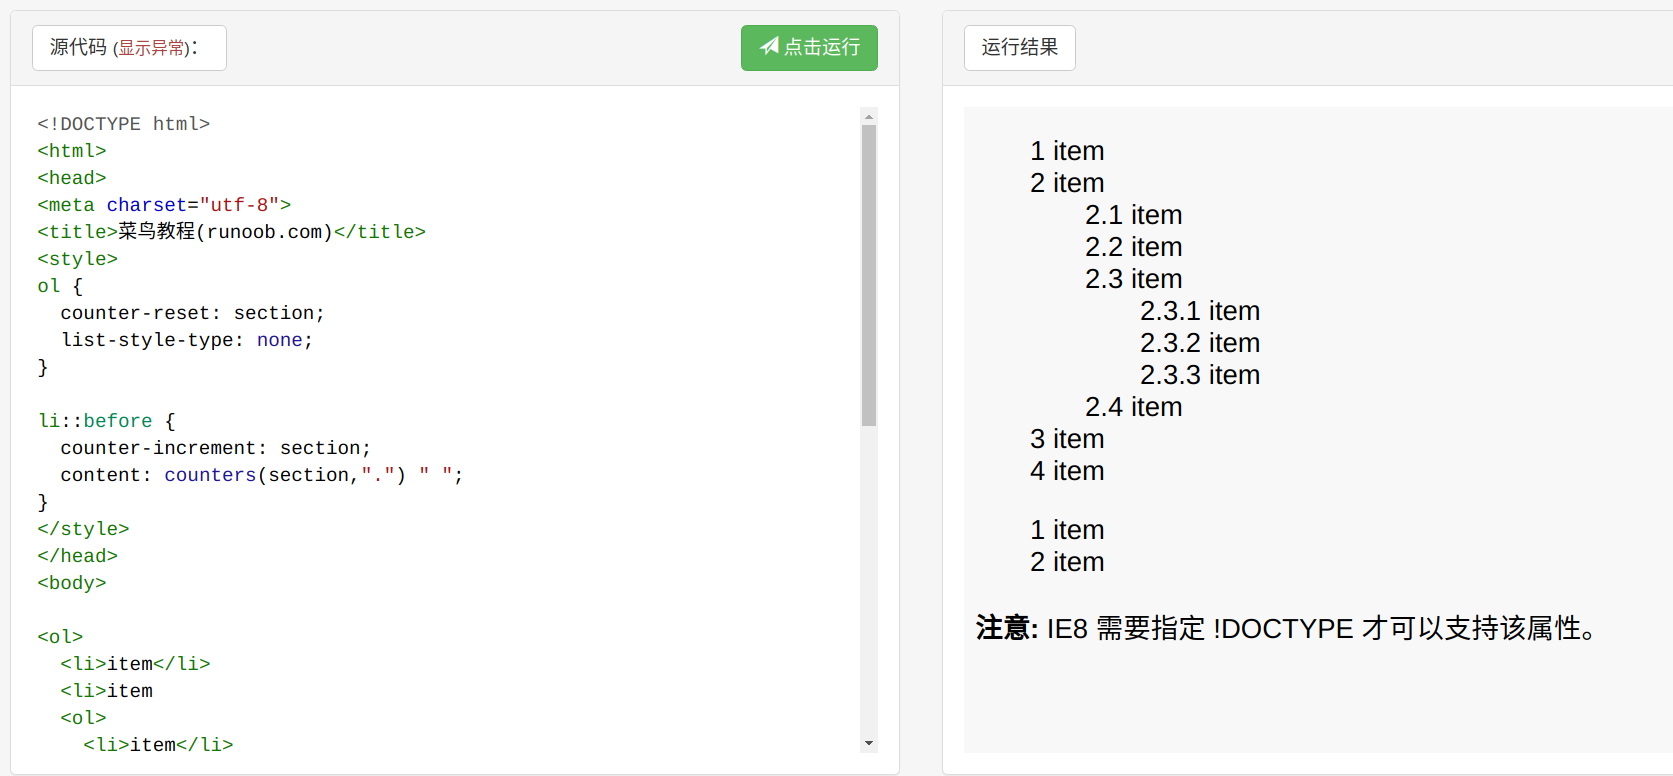 源代码 (显示异常)：
点击运行
<!DOCTYPE html>
<html>
<head>
<meta charset="utf-8">
<title>菜鸟教程(runoob.com)</title>
<style>
ol {
  counter-reset: section;
  list-style-type: none;
}

li::before {
  counter-increment: section;
  content: counters(section,".") " ";
}
</style>
</head>
<body>

<ol>
  <li>item</li>
  <li>item
  <ol>
    <li>item</li>
运行结果
1 item
2 item
2.1 item
2.2 item
2.3 item
2.3.1 item
2.3.2 item
2.3.3 item
2.4 item
3 item
4 item
1 item
2 item
注意: IE8 需要指定 !DOCTYPE 才可以支持该属性。